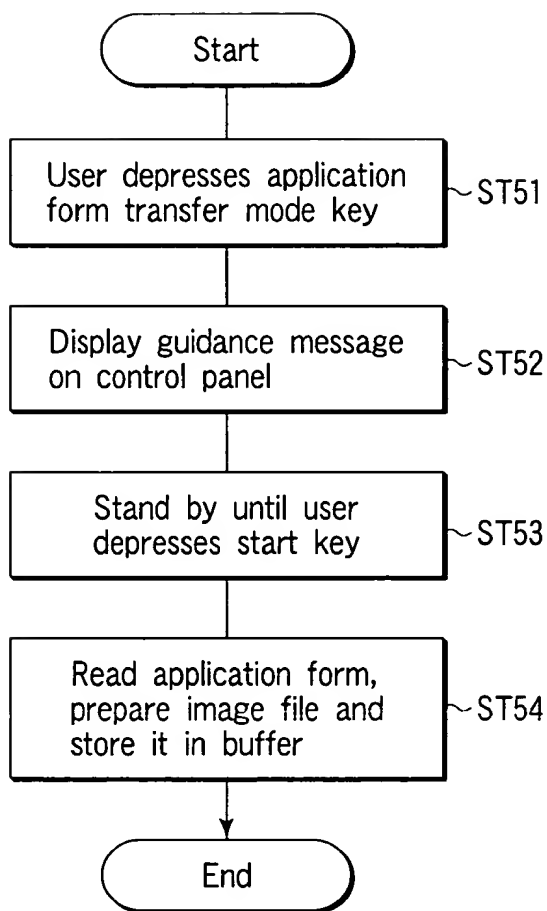 Start
User depresses application
form transfer mode key
ST51
Display guidance message
on control panel
ST52
Stand by until user
depresses start key
ST53
Read application form,
prepare image file and
store it in buffer
ST54
End